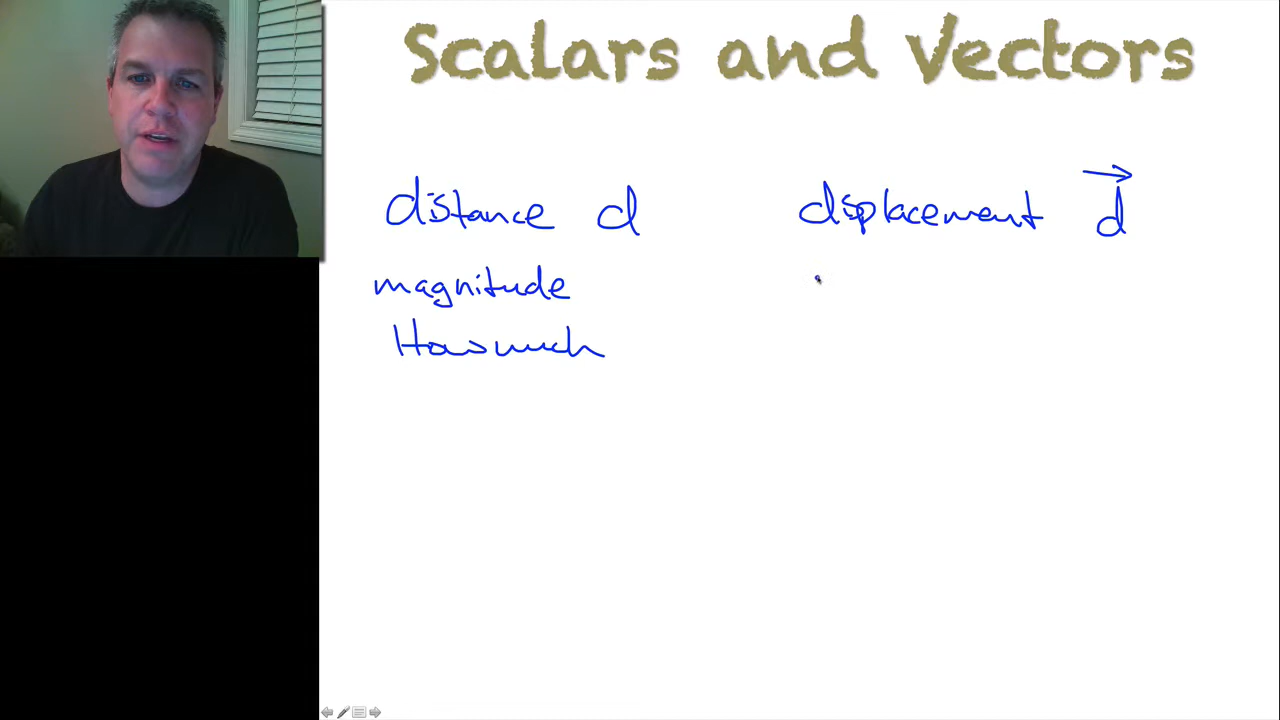 Scalars and Vectors
distance d displacement d⃗
magnitude
How much